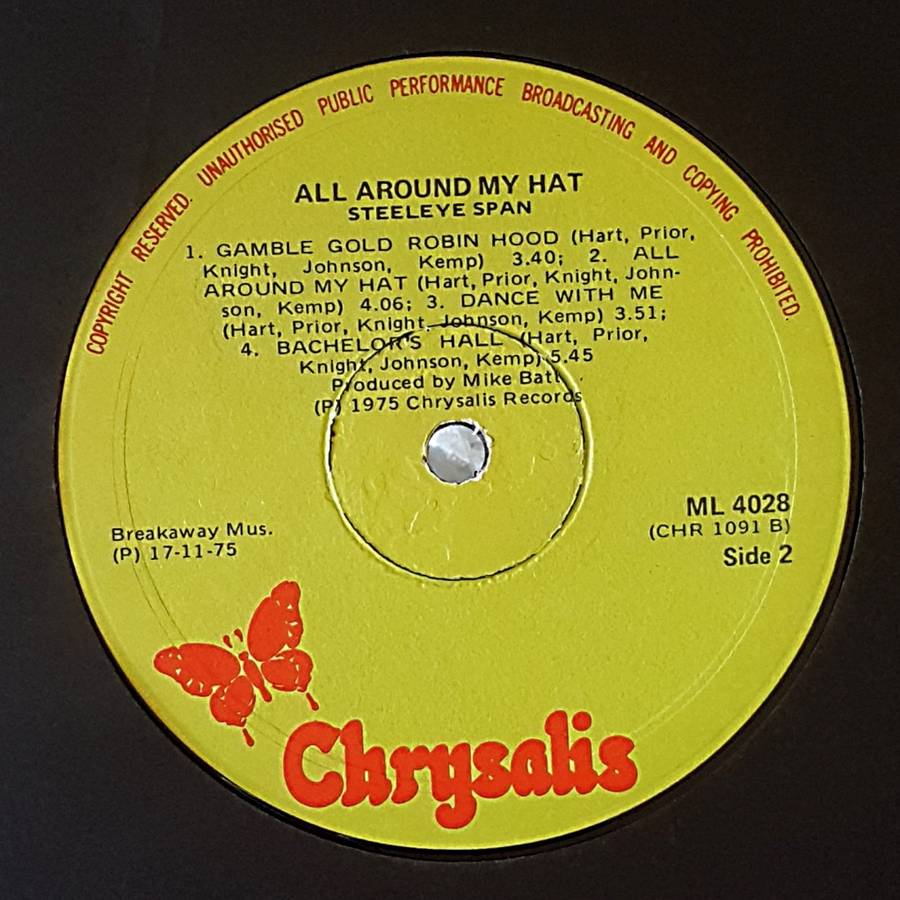 COPYRIGHT RESERVED. UNAUTHORISED PUBLIC PERFORMANCE BROADCASTING AND COPYING PROHIBITED.
ALL AROUND MY HAT
STEELEYE SPAN
1. GAMBLE GOLD ROBIN HOOD (Hart, Prior,
Knight, Johnson, Kemp) 3.40; 2. ALL
AROUND MY HAT (Hart, Prior, Knight, John-
son, Kemp) 4.06; 3. DANCE WITH ME
(Hart, Prior, Knight, Johnson, Kemp) 3.51;
4. BACHELOR'S HALL (Hart, Prior,
Knight, Johnson, Kemp) 5.45
Produced by Mike Batt
(P) 1975 Chrysalis Records
Breakaway Mus.
(P) 17-11-75
ML 4028
(CHR 1091 B)
Side 2
Chrysalis